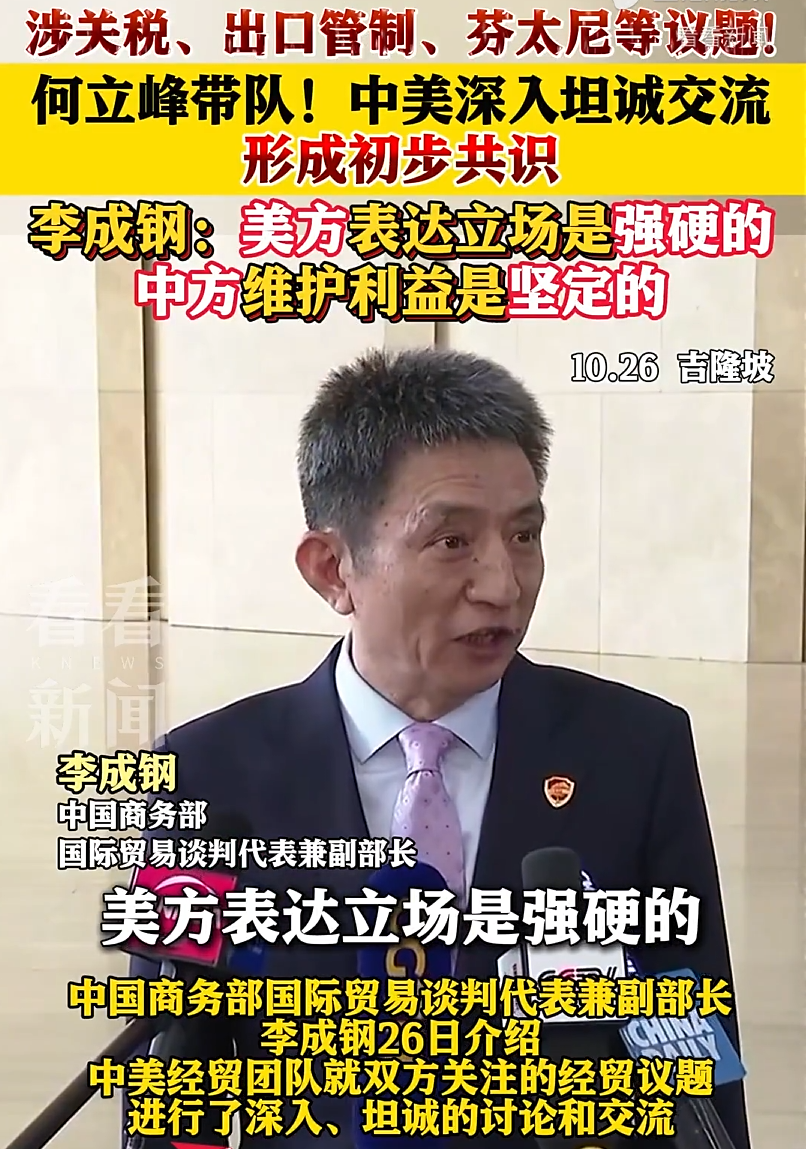 涉关税、出口管制、芬太尼等议题!
何立峰带队!中美深入坦诚交流
形成初步共识
李成钢:美方表达立场是强硬的
中方维护利益是坚定的
10.26 吉隆坡
看看
KNEWS
新闻
李成钢
中国商务部
国际贸易谈判代表兼副部长
美方表达立场是强硬的
CHINA
中国商务部国际贸易谈判代表兼副部长
李成钢26日介绍
中美经贸团队就双方关注的经贸议题
进行了深入、坦诚的讨论和交流